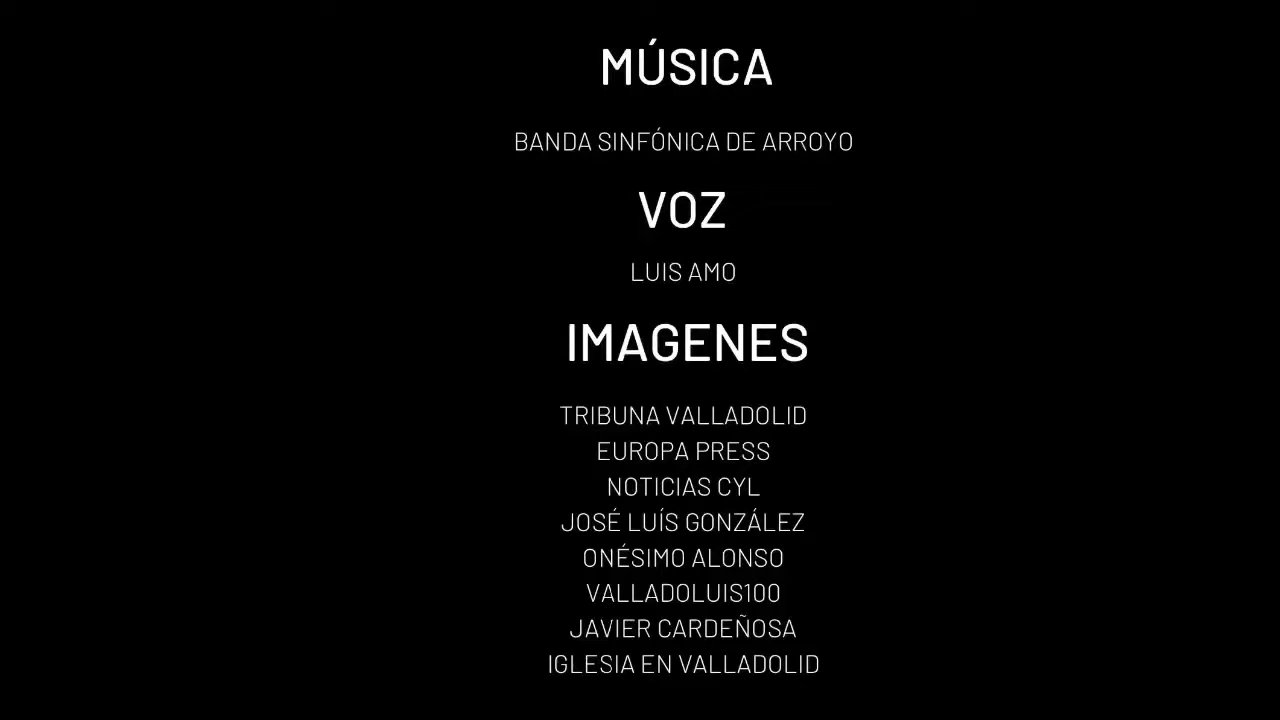 MÚSICA
BANDA SINFÓNICA DE ARROYO
VOZ
LUIS AMO
IMAGENES
TRIBUNA VALLADOLID
EUROPA PRESS
NOTICIAS CYL
JOSÉ LUÍS GONZÁLEZ
ONÉSIMO ALONSO
VALLADOLUIS100
JAVIER CARDEÑOSA
IGLESIA EN VALLADOLID